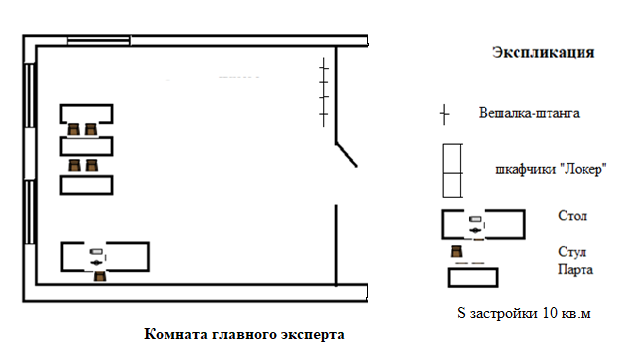 Экспликация
Вешалка-штанга
шкафчики "Локер"
Стол
Стул
Парта
S застройки 10 кв.м
Комната главного эксперта